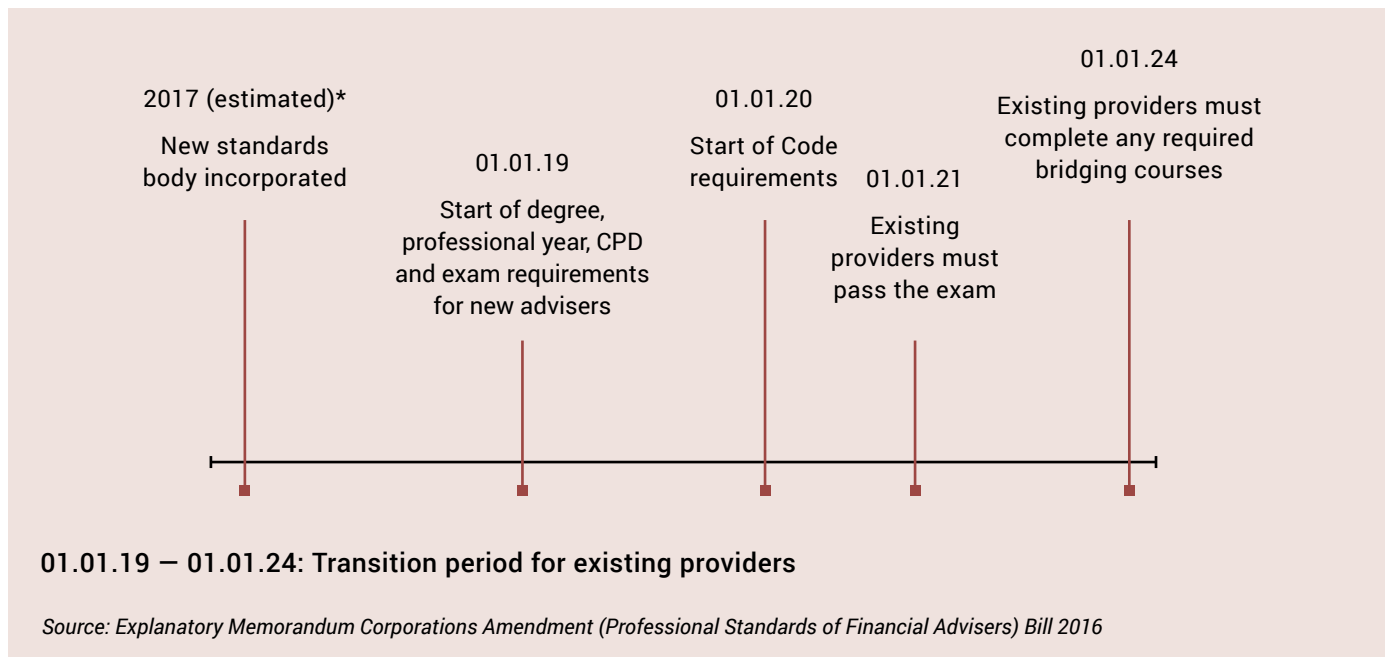 2017 (estimated)*
New standards
body incorporated
01.01.19
Start of degree,
professional year, CPD
and exam requirements
for new advisers
01.01.20
Start of Code
requirements
01.01.21
Existing
providers must
pass the exam
01.01.24
Existing providers must
complete any required
bridging courses
01.01.19 — 01.01.24: Transition period for existing providers
Source: Explanatory Memorandum Corporations Amendment (Professional Standards of Financial Advisers) Bill 2016